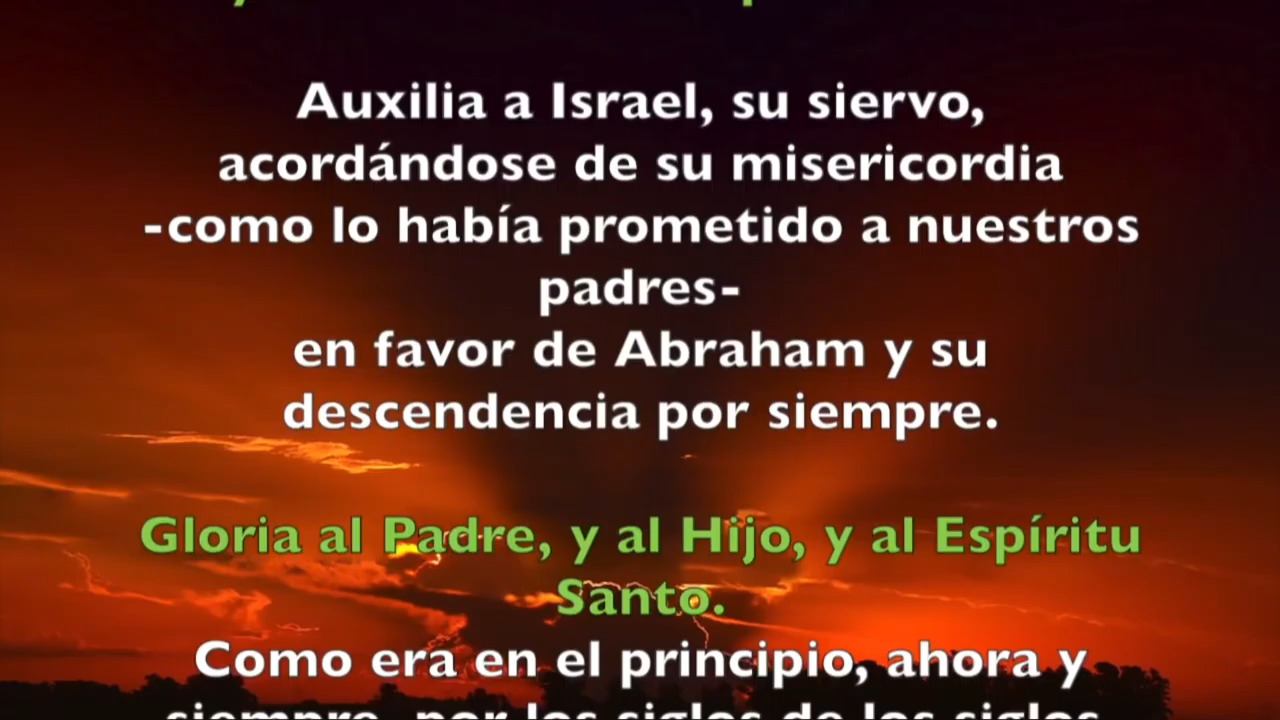 Auxilia a Israel, su siervo,
acordándose de su misericordia
-como lo había prometido a nuestros
padres-
en favor de Abraham y su
descendencia por siempre.
Gloria al Padre, y al Hijo, y al Espíritu
Santo.
Como era en el principio, ahora y
siempre, por los siglos de los siglos